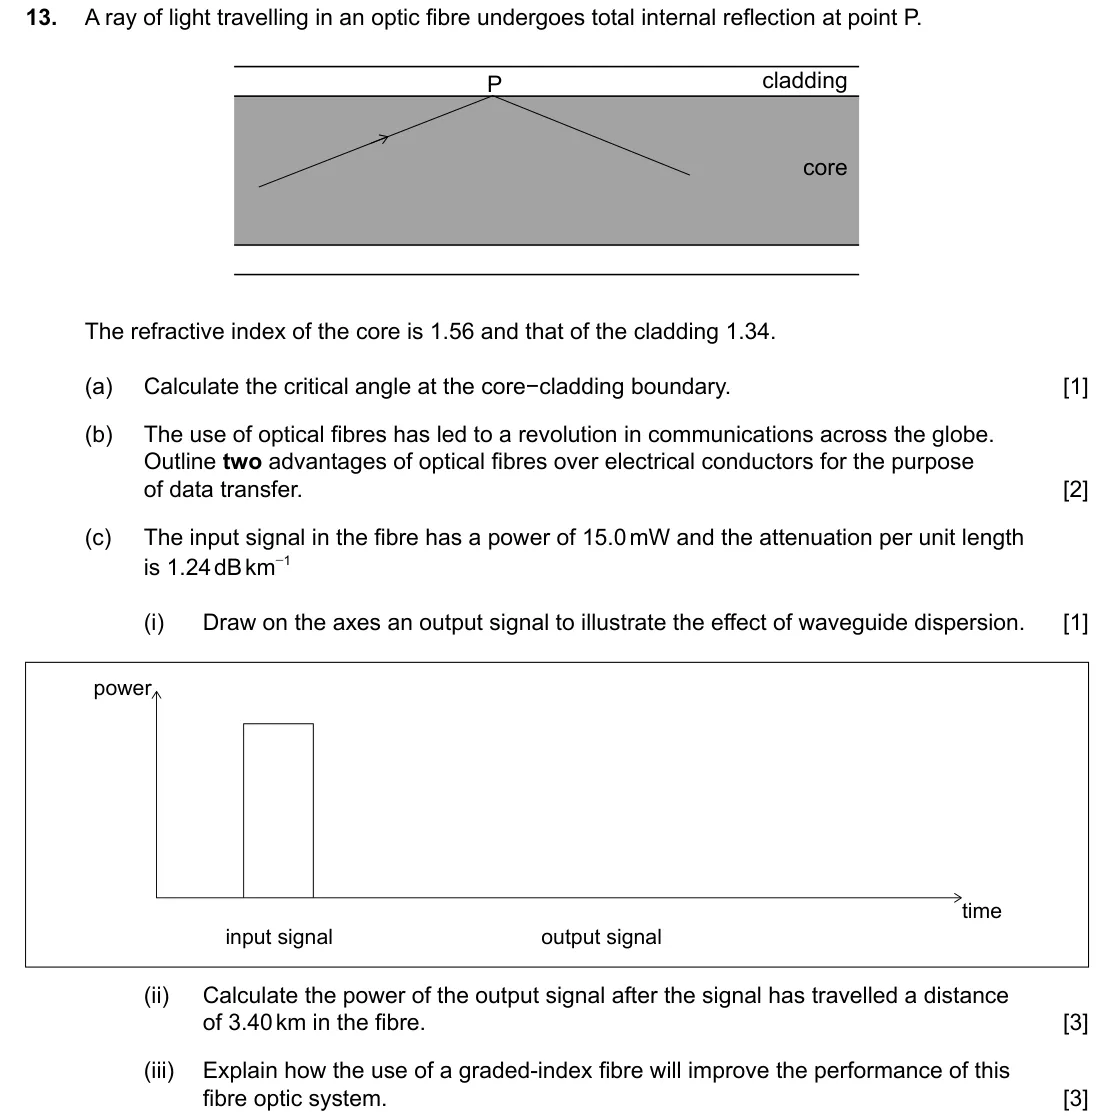 13. A ray of light travelling in an optic fibre undergoes total internal reflection at point P.
P
cladding
core
The refractive index of the core is 1.56 and that of the cladding 1.34.
(a) Calculate the critical angle at the core−cladding boundary. [1]
(b) The use of optical fibres has led to a revolution in communications across the globe.
Outline two advantages of optical fibres over electrical conductors for the purpose
of data transfer. [2]
(c) The input signal in the fibre has a power of 15.0 mW and the attenuation per unit length
is 1.24 dB km⁻¹
(i) Draw on the axes an output signal to illustrate the effect of waveguide dispersion. [1]
power
time
input signal output signal
(ii) Calculate the power of the output signal after the signal has travelled a distance
of 3.40 km in the fibre. [3]
(iii) Explain how the use of a graded-index fibre will improve the performance of this
fibre optic system. [3]